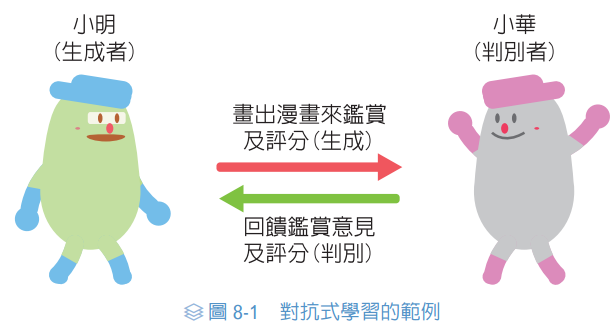 小明
（生成者）
小華
（判別者）
畫出漫畫來鑑賞
及評分（生成）
回饋鑑賞意見
及評分（判別）
圖 8-1 對抗式學習的範例